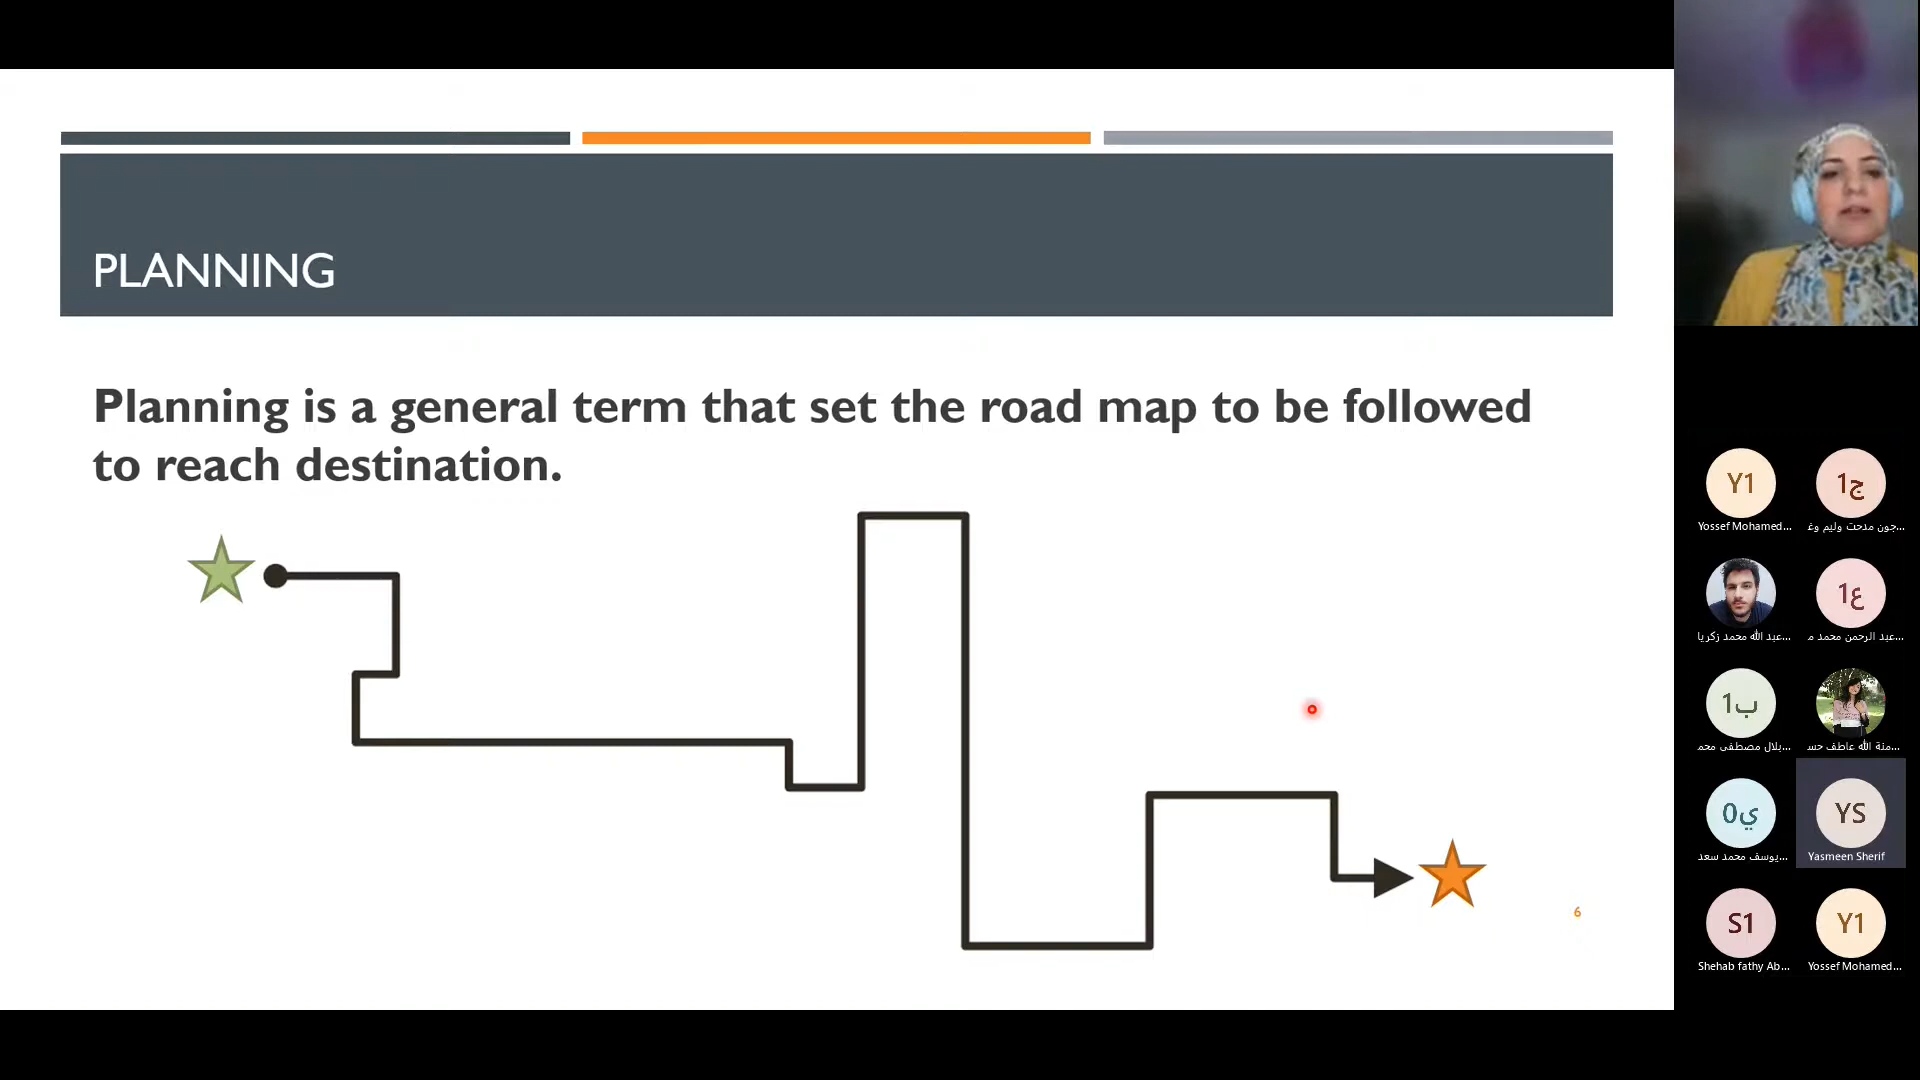 PLANNING
Planning is a general term that set the road map to be followed
to reach destination.
6
Y1
Yossef Mohamed...
ج1
جون مدحت وليم وغ...
عبد الله محمد زكريا...
ع1
عبد الرحمن محمد م...
ب1
بلال مصطفى محم...
منة الله عاطف حس...
ي0
يوسف محمد سعد...
YS
Yasmeen Sherif
S1
Shehab fathy Ab...
Y1
Yossef Mohamed...